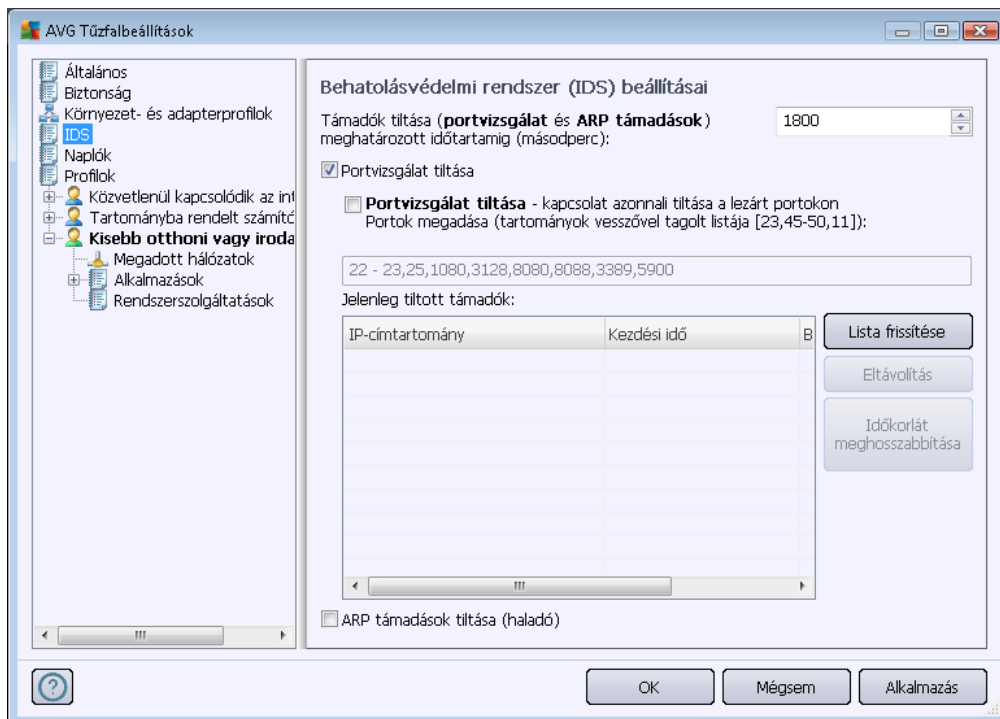 AVG Tűzfalbeállítások
Általános
Biztonság
Környezet- és adapterprofilok
IDS
Naplók
Profilok
Közvetlenül kapcsolódik az int
Tartományba rendelt számító
Kisebb otthoni vagy iroda
Megadott hálózatok
Alkalmazások
Rendszerszolgáltatások
Behatolásvédelmi rendszer (IDS) beállításai
Támadók tiltása (portvizsgálat és ARP támadások)
meghatározott időtartamig (másodperc):
1800
Portvizsgálat tiltása
Portvizsgálat tiltása - kapcsolat azonnali tiltása a lezárt portokon
Portok megadása (tartományok vesszővel tagolt listája [23,45-50,11]):
22 - 23,25,1080,3128,8080,8088,3389,5900
Jelenleg tiltott támadók:
IP-címtartomány
Kezdési idő
B
Lista frissítése
Eltávolítás
Időkorlát
meghosszabbítása
ARP támadások tiltása (haladó)
OK
Mégsem
Alkalmazás